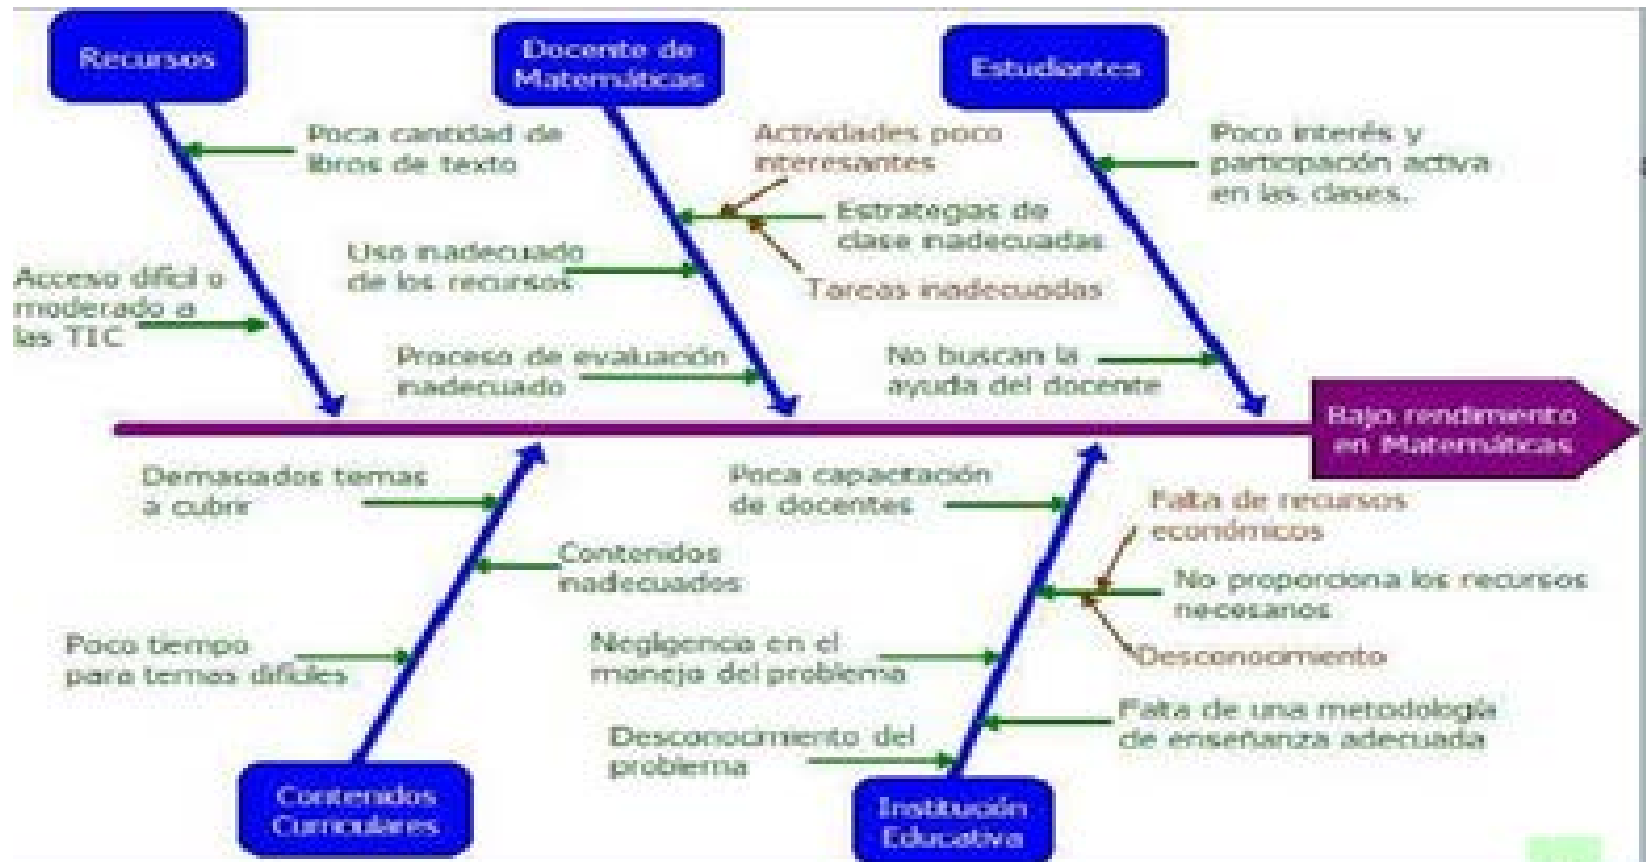 Recursos
Docente de
Matemáticas
Estudiantes
Poca cantidad de
libros de texto
Actividades poco
interesantes
Poco interés y
participación activa
en las clases.
Estrategias de
clase inadecuadas
Uso inadecuado
de los recursos
Tareas inadecuadas
Acceso difícil o
moderado a
las TIC
Proceso de evaluación
inadecuado
No buscan la
ayuda del docente
Bajo rendimiento
en Matemáticas
Demasiados temas
a cubrir
Poca capacitación
de docentes
Falta de recursos
económicos
Contenidos
inadecuados
No proporciona los recursos
necesarios
Poco tiempo
para temas difíciles
Negligencia en el
manejo del problema
Desconocimiento
Falta de una metodología
de enseñanza adecuada
Desconocimiento del
problema
Contenidos
Curriculares
Institución
Educativa